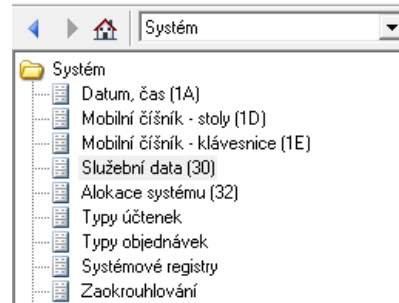 Systém
Systém
Datum, čas (1A)
Mobilní číšník - stoly (1D)
Mobilní číšník - klávesnice (1E)
Služební data (30)
Alokace systému (32)
Typy účtenek
Typy objednávek
Systémové registry
Zaokrouhlování